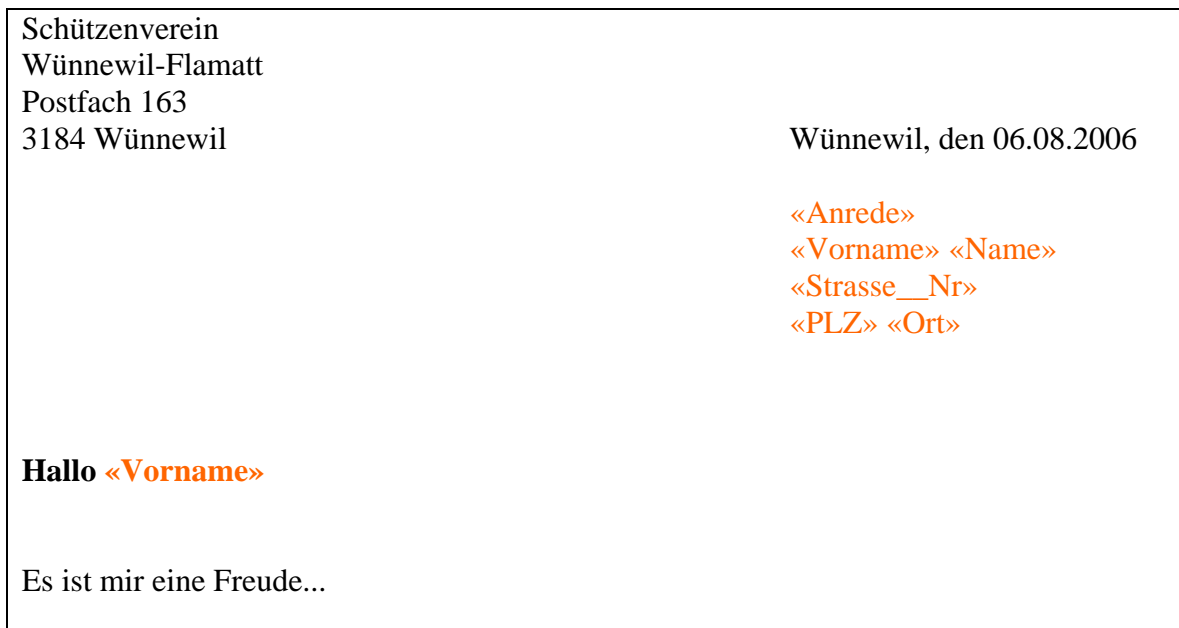 Schützenverein
Wünnewil-Flamatt
Postfach 163
3184 Wünnewil Wünnewil, den 06.08.2006
«Anrede»
«Vorname» «Name»
«Strasse__Nr»
«PLZ» «Ort»
Hallo «Vorname»
Es ist mir eine Freude...